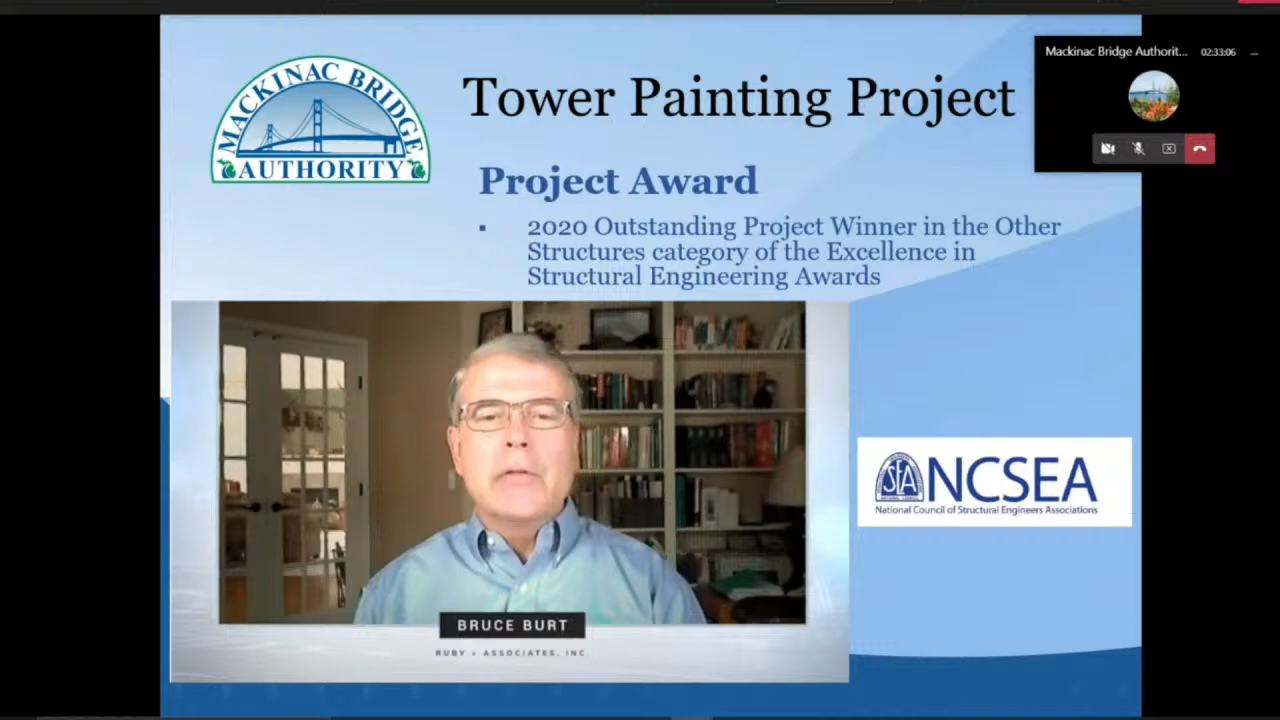 MACKINAC BRIDGE
AUTHORITY
Tower Painting Project
Mackinac Bridge Authorit...
02:33:06
Project Award
▪ 2020 Outstanding Project Winner in the Other
Structures category of the Excellence in
Structural Engineering Awards
SEA
NCSEA
National Council of Structural Engineers Associations
BRUCE BURT
RUBY + ASSOCIATES, INC.